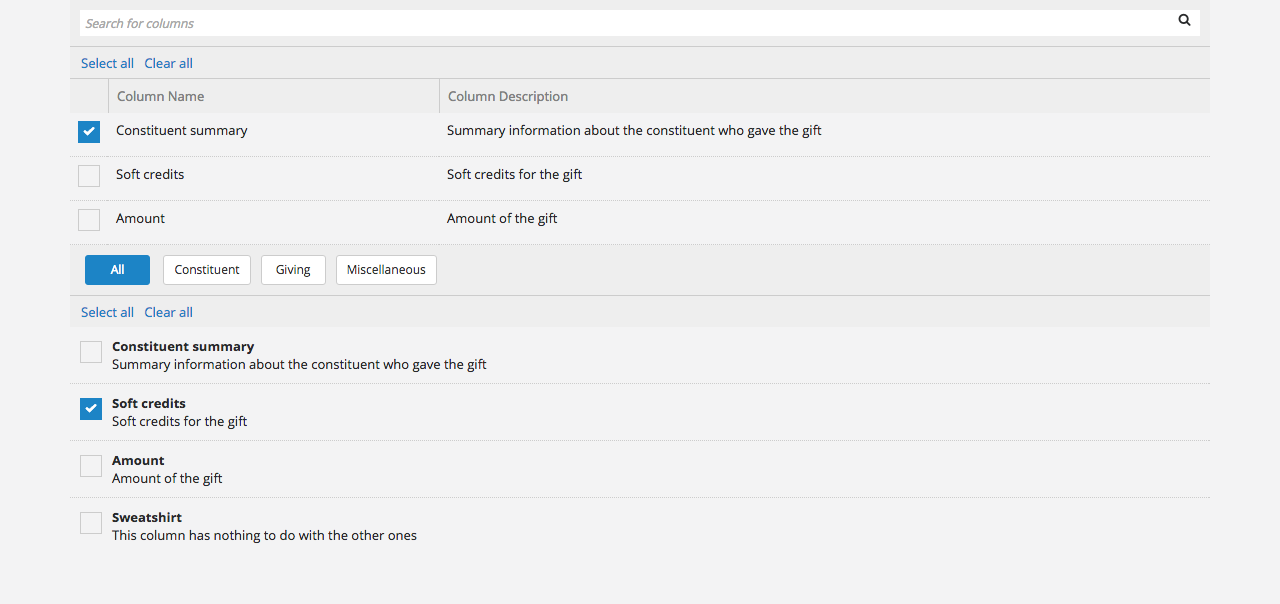 Search for columns
Select all Clear all
Column Name Column Description
Constituent summary Summary information about the constituent who gave the gift
Soft credits Soft credits for the gift
Amount Amount of the gift
All Constituent Giving Miscellaneous
Select all Clear all
Constituent summary
Summary information about the constituent who gave the gift
Soft credits
Soft credits for the gift
Amount
Amount of the gift
Sweatshirt
This column has nothing to do with the other ones